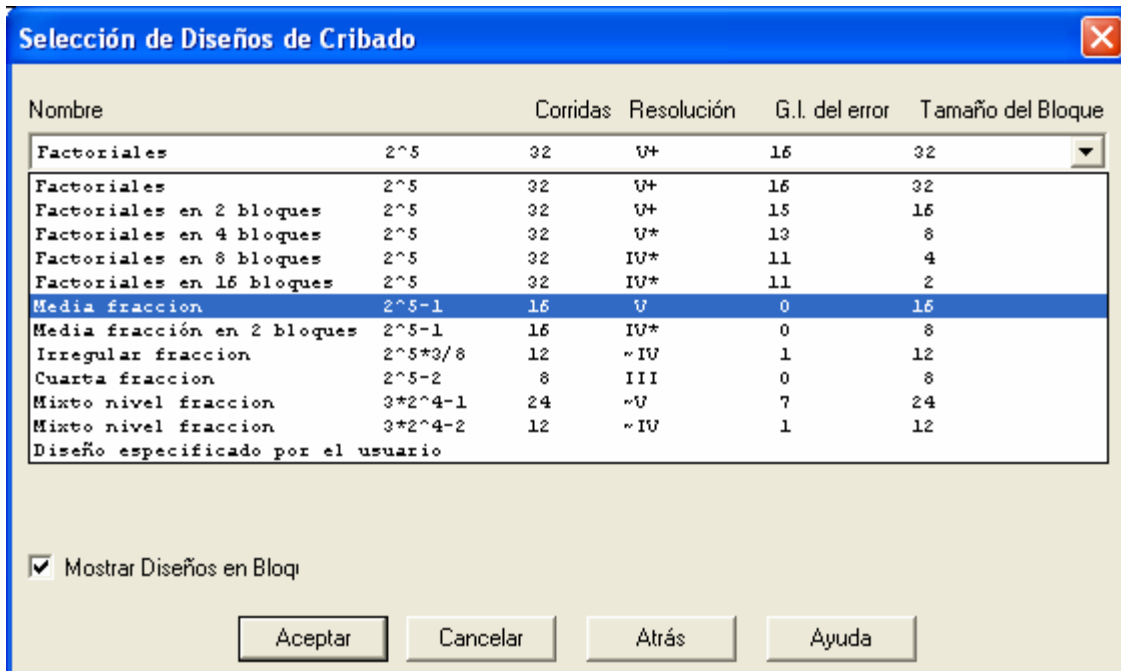 Selección de Diseños de Cribado
Nombre Corridas Resolución G.l. del error Tamaño del Bloque
Factoriales 2^5 32 V+ 16 32
Factoriales 2^5 32 V+ 16 32
Factoriales en 2 bloques 2^5 32 V+ 15 16
Factoriales en 4 bloques 2^5 32 V* 13 8
Factoriales en 8 bloques 2^5 32 IV* 11 4
Factoriales en 16 bloques 2^5 32 IV* 11 2
Media fraccion 2^5-1 16 V 0 16
Media fracción en 2 bloques 2^5-1 16 IV* 0 8
Irregular fraccion 2^5*3/8 12 ~IV 1 12
Cuarta fraccion 2^5-2 8 III 0 8
Mixto nivel fraccion 3*2^4-1 24 ~V 7 24
Mixto nivel fraccion 3*2^4-2 12 ~IV 1 12
Diseño especificado por el usuario
Mostrar Diseños en Bloqu
Aceptar Cancelar Atrás Ayuda